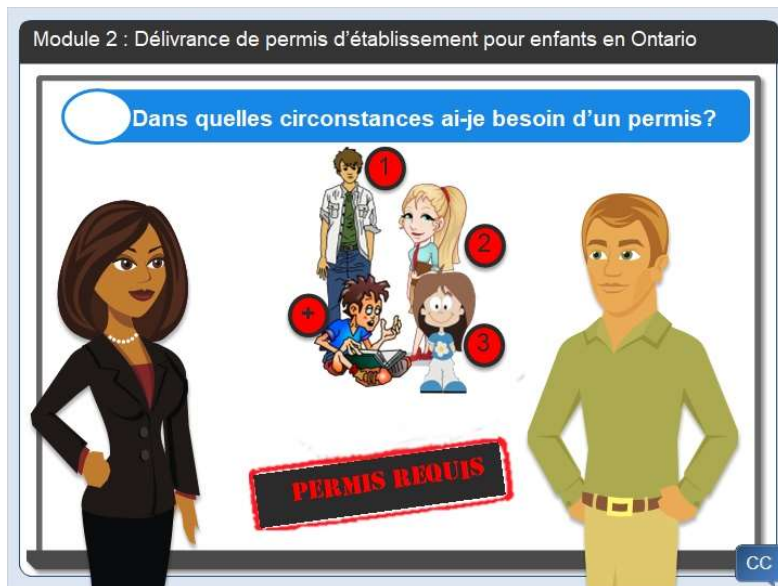 Module 2 : Délivrance de permis d'établissement pour enfants en Ontario
Dans quelles circonstances ai-je besoin d'un permis?
1
2
+
3
PERMIS REQUIS
CC